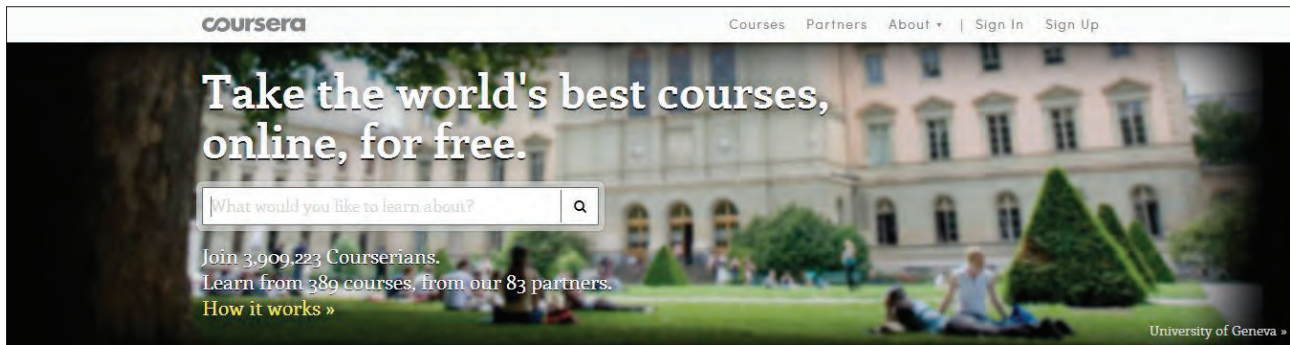 coursera
Courses Partners About ▾ | Sign In Sign Up
Take the world's best courses,
online, for free.
What would you like to learn about?
Join 3,909,223 Courserians.
Learn from 389 courses, from our 83 partners.
How it works »
University of Geneva »